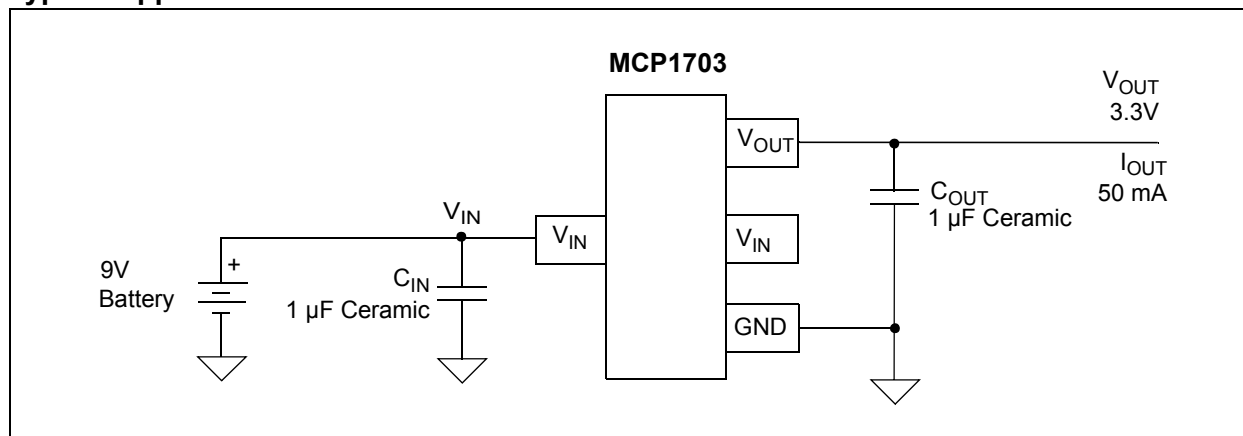 MCP1703
V_OUT
3.3V
V_OUT
I_OUT
50 mA
C_OUT
1 µF Ceramic
V_IN
V_IN
V_IN
+
9V
Battery
C_IN
1 µF Ceramic
GND